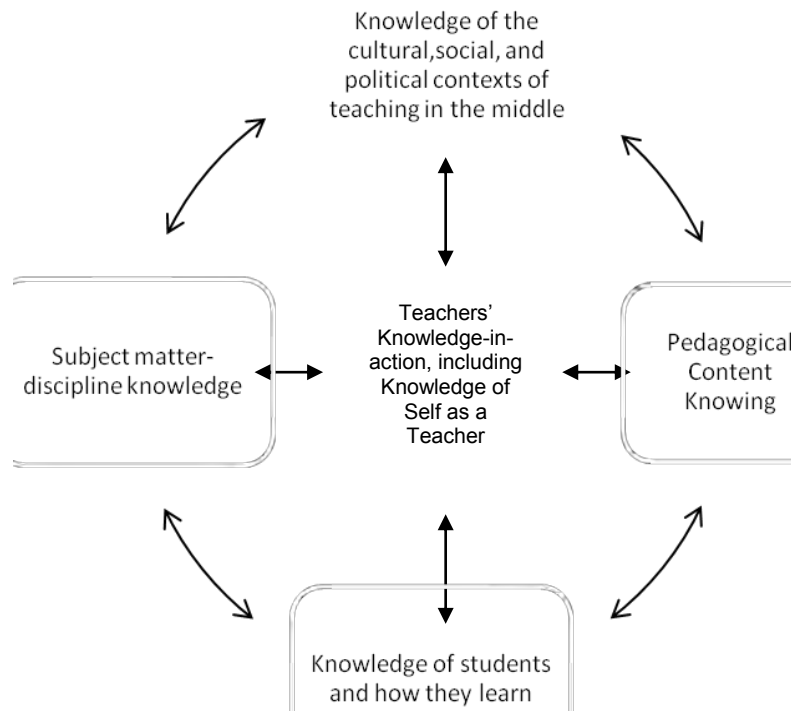 Knowledge of the
cultural,social, and
political contexts of
teaching in the middle
Subject matter-
discipline knowledge
Teachers’
Knowledge-in-
action, including
Knowledge of
Self as a
Teacher
Pedagogical
Content
Knowing
Knowledge of students
and how they learn